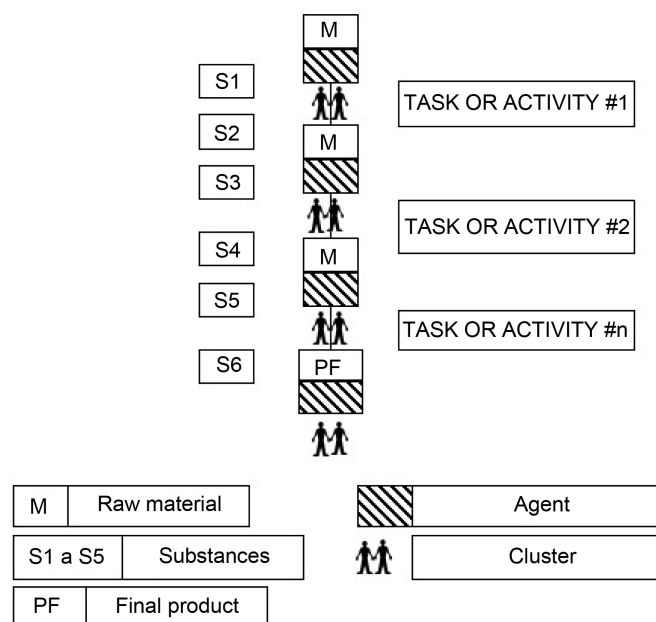 M
S1
TASK OR ACTIVITY #1
S2
M
S3
TASK OR ACTIVITY #2
S4
M
S5
TASK OR ACTIVITY #n
S6
PF
M Raw material
Agent
S1 a S5 Substances
Cluster
PF Final product